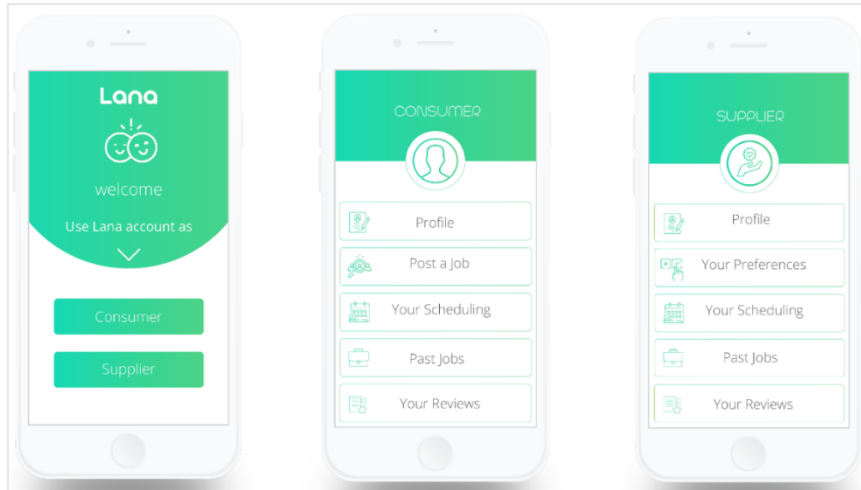 Lana
welcome
Use Lana account as
Consumer
Supplier
CONSUMER
Profile
Post a Job
Your Scheduling
Past Jobs
Your Reviews
SUPPLIER
Profile
Your Preferences
Your Scheduling
Past Jobs
Your Reviews